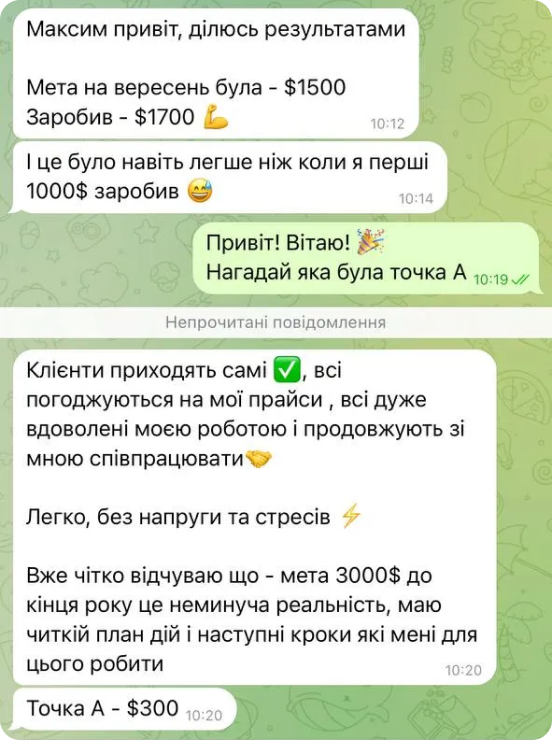 Максим привіт, ділюсь результатами
Мета на вересень була - $1500
Заробив - $1700 💪
10:12
І це було навіть легше ніж коли я перші
1000$ заробив 😅
10:14
Привіт! Вітаю! 🎉
Нагадай яка була точка А 10:19
Непрочитані повідомлення
Клієнти приходять самі ✅, всі
погоджуються на мої прайси , всі дуже
вдоволені моєю роботою і продовжують зі
мною співпрацювати🤝
Легко, без напруги та стресів ⚡
Вже чітко відчуваю що - мета 3000$ до
кінця року це неминуча реальність, маю
читкій план дій і наступні кроки які мені для
цього робити
10:20
Точка А - $300 10:20